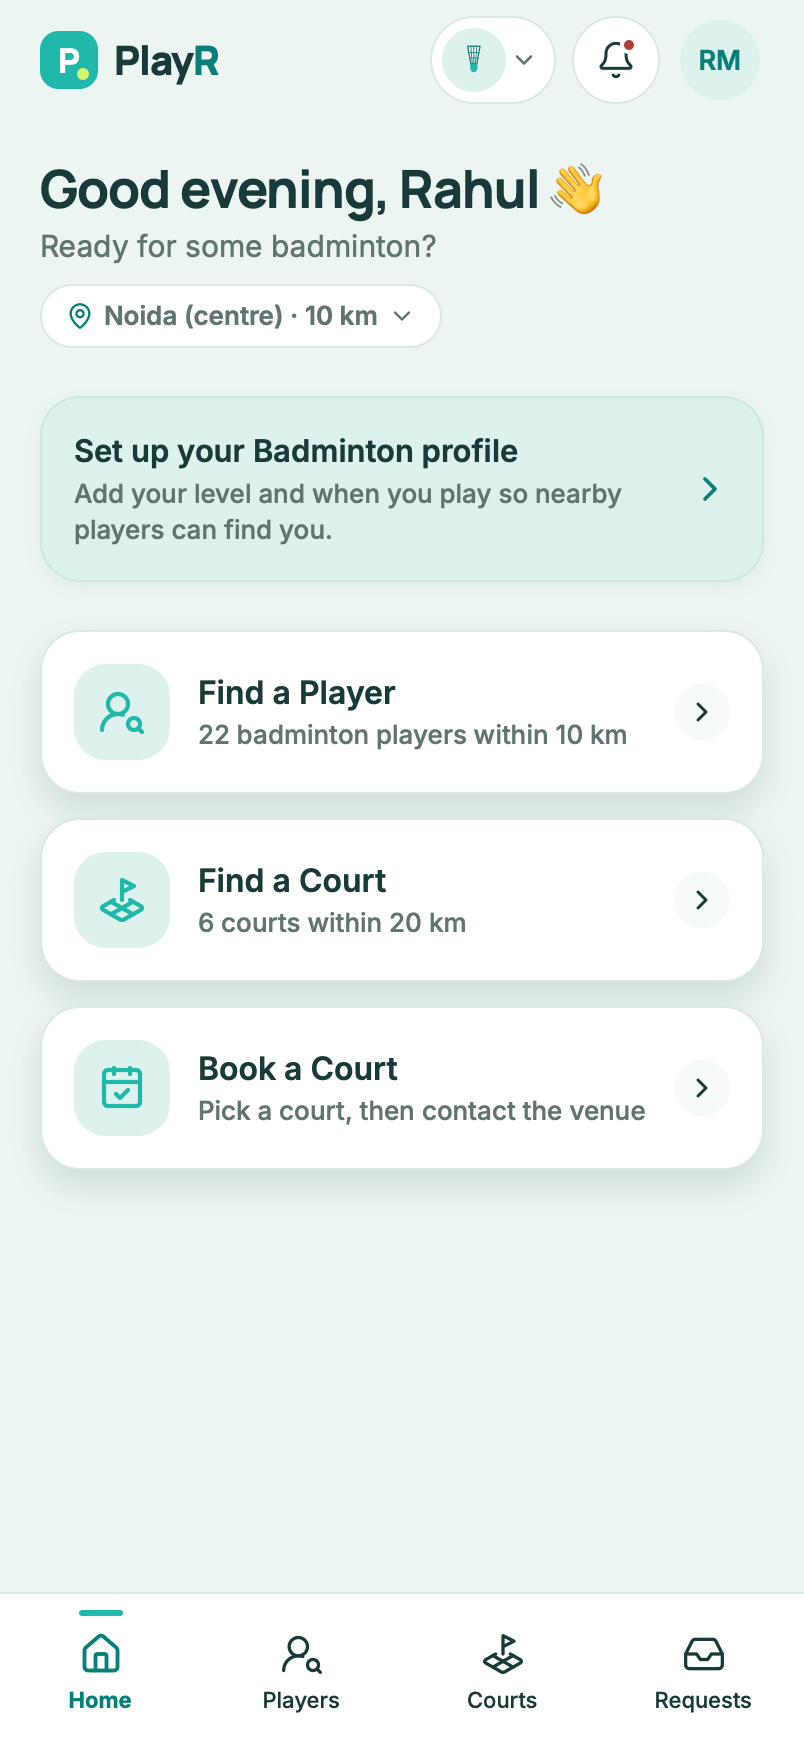 P.
PlayR
RM
Good evening, Rahul 👋
Ready for some badminton?
Noida (centre) · 10 km
Set up your Badminton profile
Add your level and when you play so nearby
players can find you.
Find a Player
22 badminton players within 10 km
Find a Court
6 courts within 20 km
Book a Court
Pick a court, then contact the venue
Home
Players
Courts
Requests